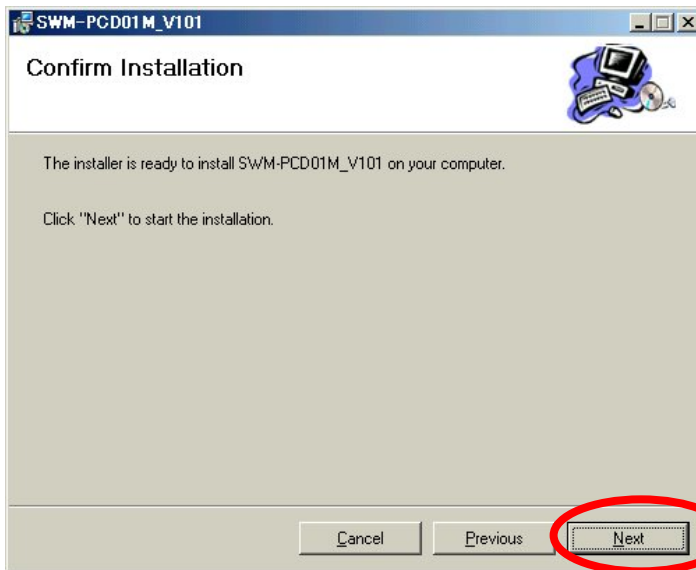 SWM-PCD01M_V101
Confirm Installation
The installer is ready to install SWM-PCD01M_V101 on your computer.
Click "Next" to start the installation.
Cancel Previous Next